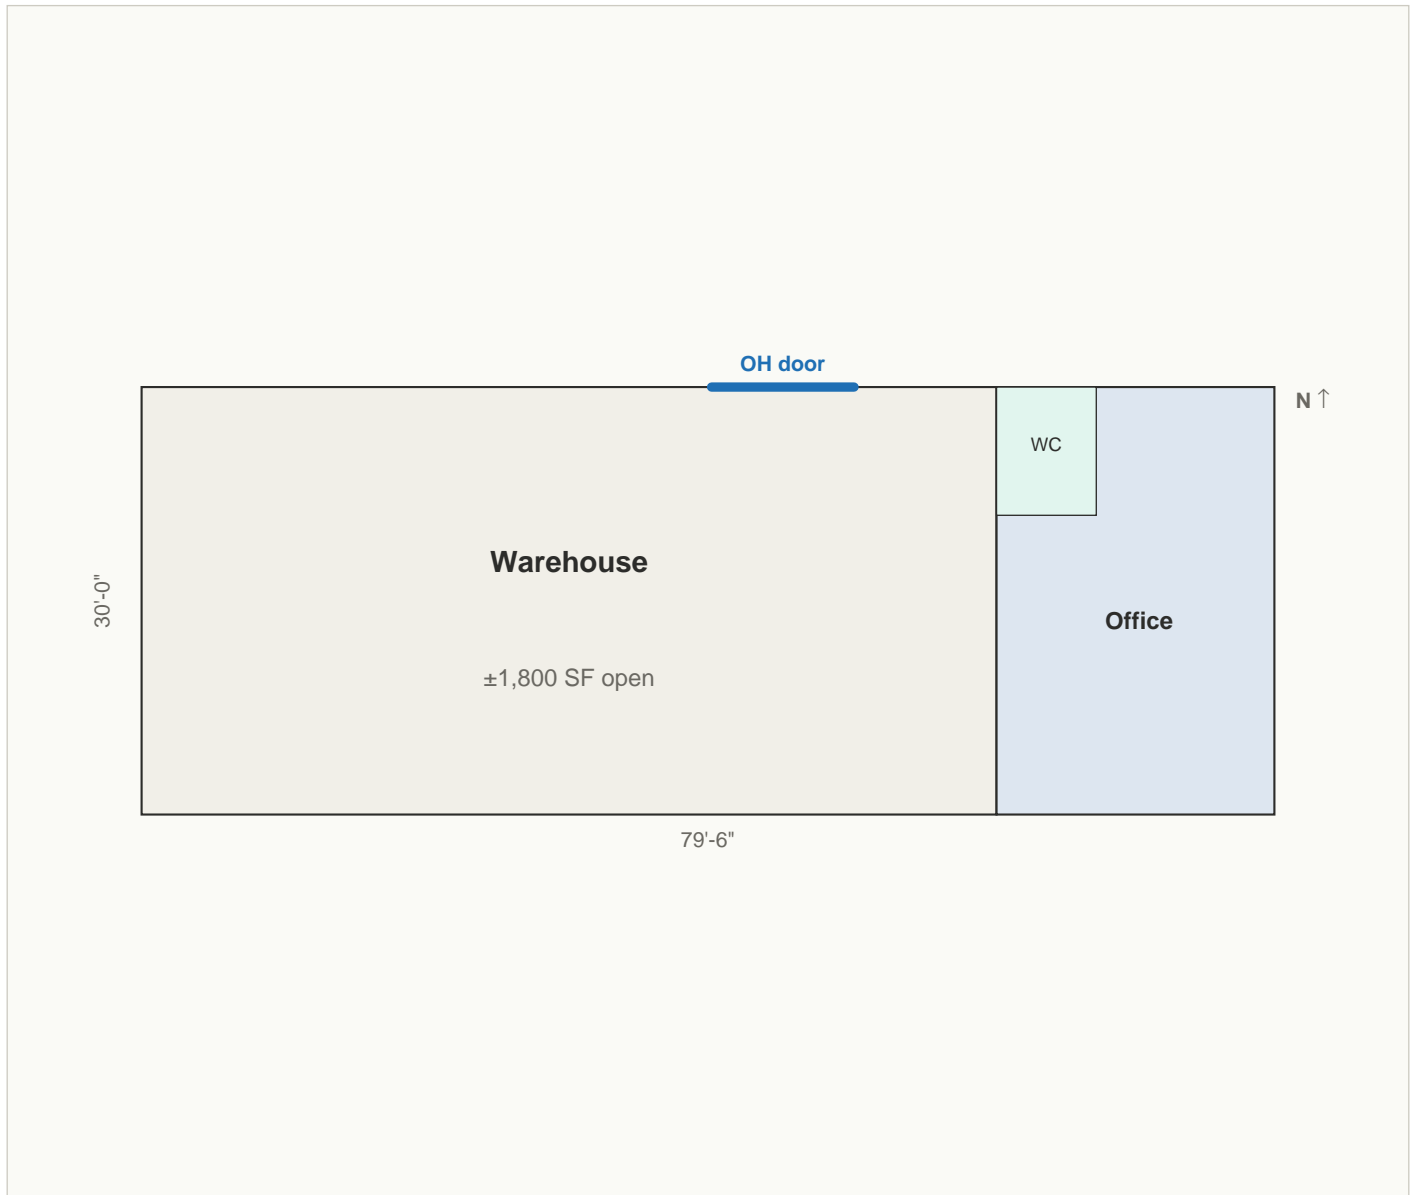 OH door
N ↑
WC
Warehouse
30'-0"
Office
±1,800 SF open
79'-6"